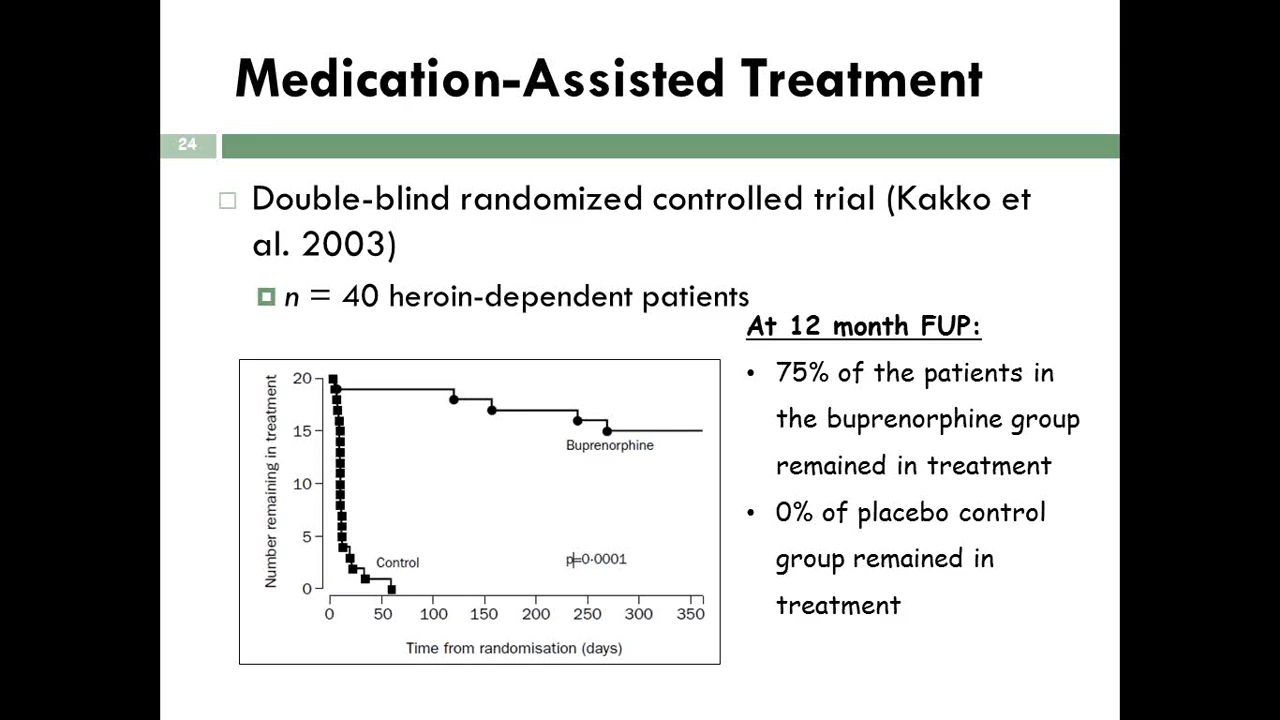 Medication-Assisted Treatment
24
Double-blind randomized controlled trial (Kakko et
al. 2003)
n = 40 heroin-dependent patients
At 12 month FUP:
• 75% of the patients in
the buprenorphine group
remained in treatment
• 0% of placebo control
group remained in
treatment
Number remaining in treatment
20
15
10
5
0
Buprenorphine
Control
p=0·0001
0 50 100 150 200 250 300 350
Time from randomisation (days)